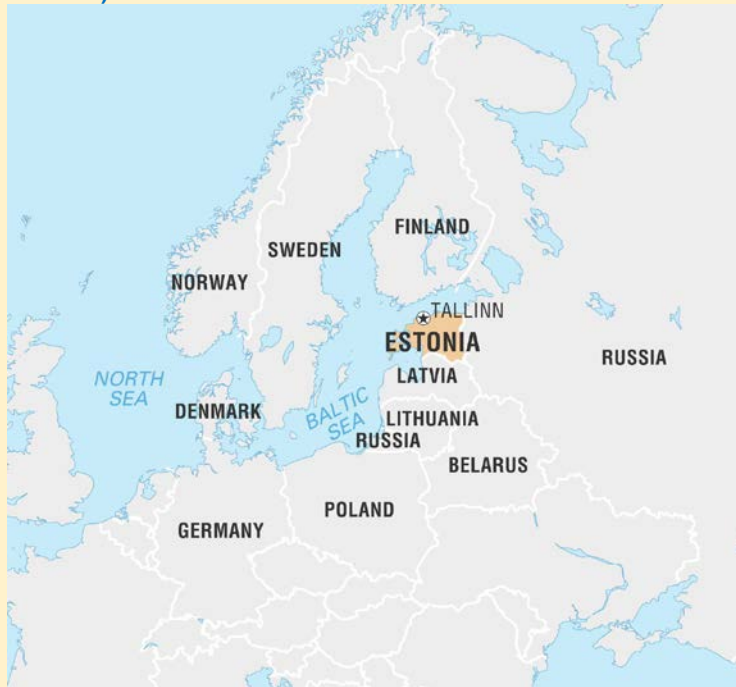 FINLAND
SWEDEN
NORWAY
TALLINN
ESTONIA
RUSSIA
LATVIA
NORTH
SEA
DENMARK
BALTIC
SEA
LITHUANIA
RUSSIA
BELARUS
POLAND
GERMANY